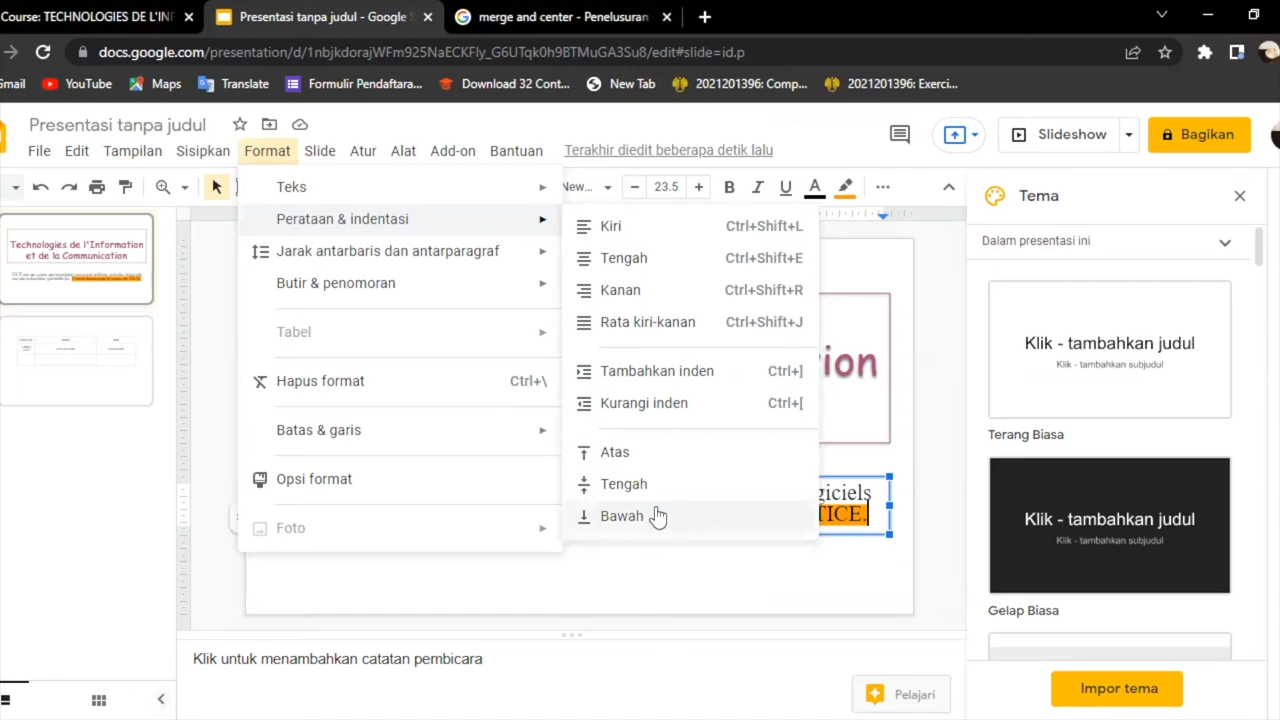 Course: TECHNOLOGIES DE L'INF
Presentasi tanpa judul - Google S
merge and center - Penelusuran
docs.google.com/presentation/d/1nbjkdorajWFm925NaECKFly_G6UTqk0h9BTMuGA3Su8/edit#slide=id.p
Gmail YouTube Maps Translate Formulir Pendaftara... Download 32 Cont... New Tab 2021201396: Comp... 2021201396: Exerci...
Presentasi tanpa judul
Slideshow
Bagikan
File Edit Tampilan Sisipkan Format Slide Atur Alat Add-on Bantuan Terakhir diedit beberapa detik lalu
New... − 23.5 + B I U A
Teks
Perataan & indentasi
Jarak antarbaris dan antarparagraf
Butir & penomoran
Tabel
Hapus format Ctrl+\
Batas & garis
Opsi format
Foto
Kiri Ctrl+Shift+L
Tengah Ctrl+Shift+E
Kanan Ctrl+Shift+R
Rata kiri-kanan Ctrl+Shift+J
Tambahkan inden Ctrl+]
Kurangi inden Ctrl+[
Atas
Tengah
Bawah
Technologies de l'Information
et de la Communication
ion
giciels
TICE.
Tema
Dalam presentasi ini
Klik - tambahkan judul
Klik - tambahkan subjudul
Terang Biasa
Klik - tambahkan judul
Klik - tambahkan subjudul
Gelap Biasa
Klik untuk menambahkan catatan pembicara
Pelajari
Impor tema